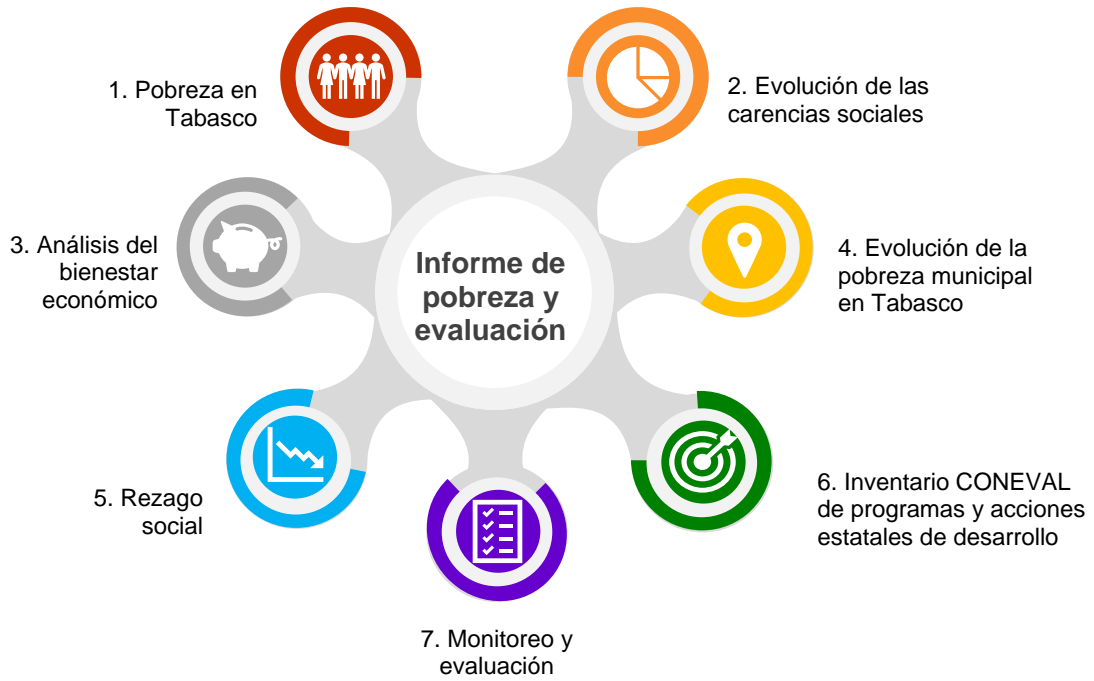 1. Pobreza en
Tabasco
2. Evolución de las
carencias sociales
3. Análisis del
bienestar
económico
Informe de
pobreza y
evaluación
4. Evolución de la
pobreza municipal
en Tabasco
5. Rezago
social
6. Inventario CONEVAL
de programas y acciones
estatales de desarrollo
7. Monitoreo y
evaluación